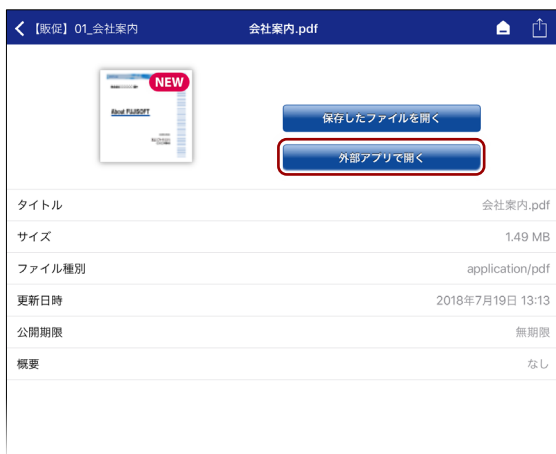 【販促】01_会社案内
会社案内.pdf
NEW
About FUJISOFT
保存したファイルを開く
外部アプリで開く
タイトル
会社案内.pdf
サイズ
1.49 MB
ファイル種別
application/pdf
更新日時
2018年7月19日 13:13
公開期限
無期限
概要
なし